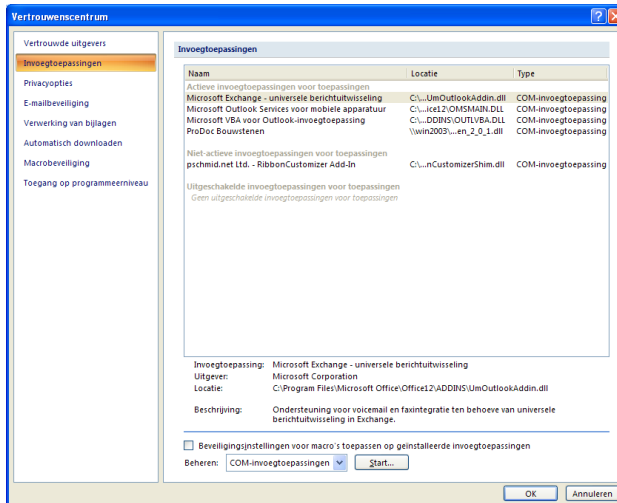 Vertrouwenscentrum
Vertrouwde uitgevers
Invoegtoepassingen
Privacyopties
E-mailbeveiliging
Verwerking van bijlagen
Automatisch downloaden
Macrobeveiliging
Toegang op programmeerniveau
Invoegtoepassingen
Naam Locatie Type
Actieve invoegtoepassingen voor toepassingen
Microsoft Exchange - universele berichtuitwisseling C:\...UmOutlookAddin.dll COM-invoegtoepassing
Microsoft Outlook Services voor mobiele apparatuur C:\...ice12\OMSMAIN.DLL COM-invoegtoepassing
Microsoft VBA voor Outlook-invoegtoepassing C:\...DDINS\OUTLVBA.DLL COM-invoegtoepassing
ProDoc Bouwstenen \\win2003\...en_2_0_1.dll COM-invoegtoepassing
Niet-actieve invoegtoepassingen voor toepassingen
pschmid.net Ltd. - RibbonCustomizer Add-In C:\...nCustomizerShim.dll COM-invoegtoepassing
Uitgeschakelde invoegtoepassingen voor toepassingen
Geen uitgeschakelde invoegtoepassingen voor toepassingen
Invoegtoepassing: Microsoft Exchange - universele berichtuitwisseling
Uitgever: Microsoft Corporation
Locatie: C:\Program Files\Microsoft Office\Office12\ADDINS\UmOutlookAddin.dll
Beschrijving: Ondersteuning voor voicemail en faxintegratie ten behoeve van universele
berichtuitwisseling in Exchange.
Beveiligingsinstellingen voor macro's toepassen op geïnstalleerde invoegtoepassingen
Beheren: COM-invoegtoepassingen Start...
OK Annuleren